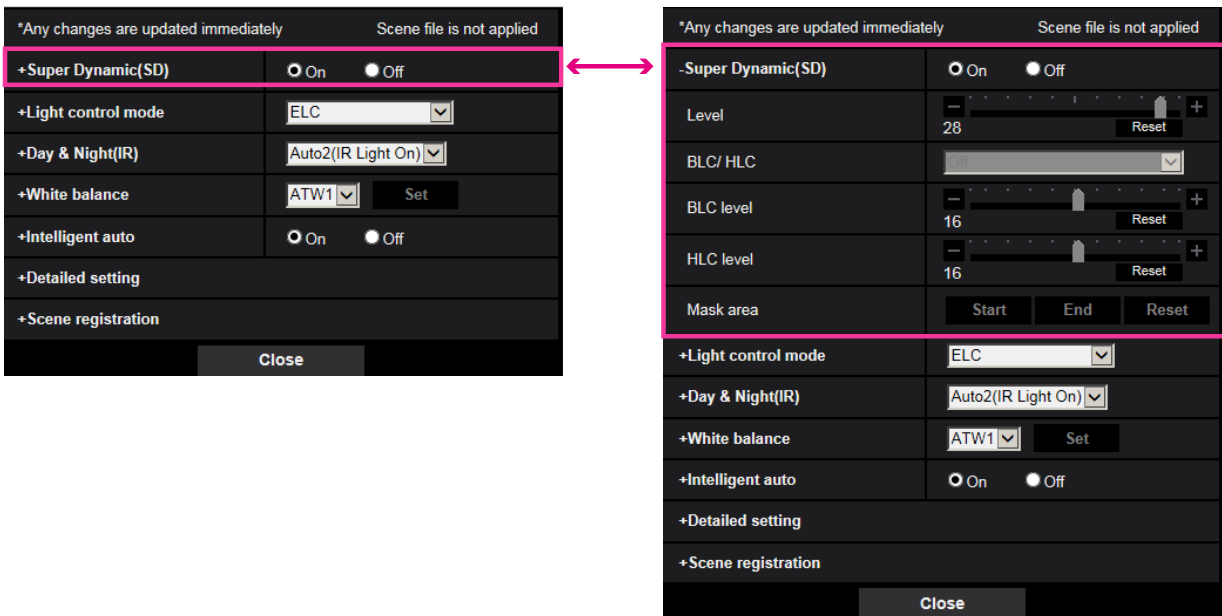 *Any changes are updated immediately Scene file is not applied
+Super Dynamic(SD) On Off
+Light control mode ELC
+Day & Night(IR) Auto2(IR Light On)
+White balance ATW1 Set
+Intelligent auto On Off
+Detailed setting
+Scene registration
Close
*Any changes are updated immediately Scene file is not applied
-Super Dynamic(SD) On Off
Level - +
28 Reset
BLC/ HLC Off
BLC level - +
16 Reset
HLC level - +
16 Reset
Mask area Start End Reset
+Light control mode ELC
+Day & Night(IR) Auto2(IR Light On)
+White balance ATW1 Set
+Intelligent auto On Off
+Detailed setting
+Scene registration
Close